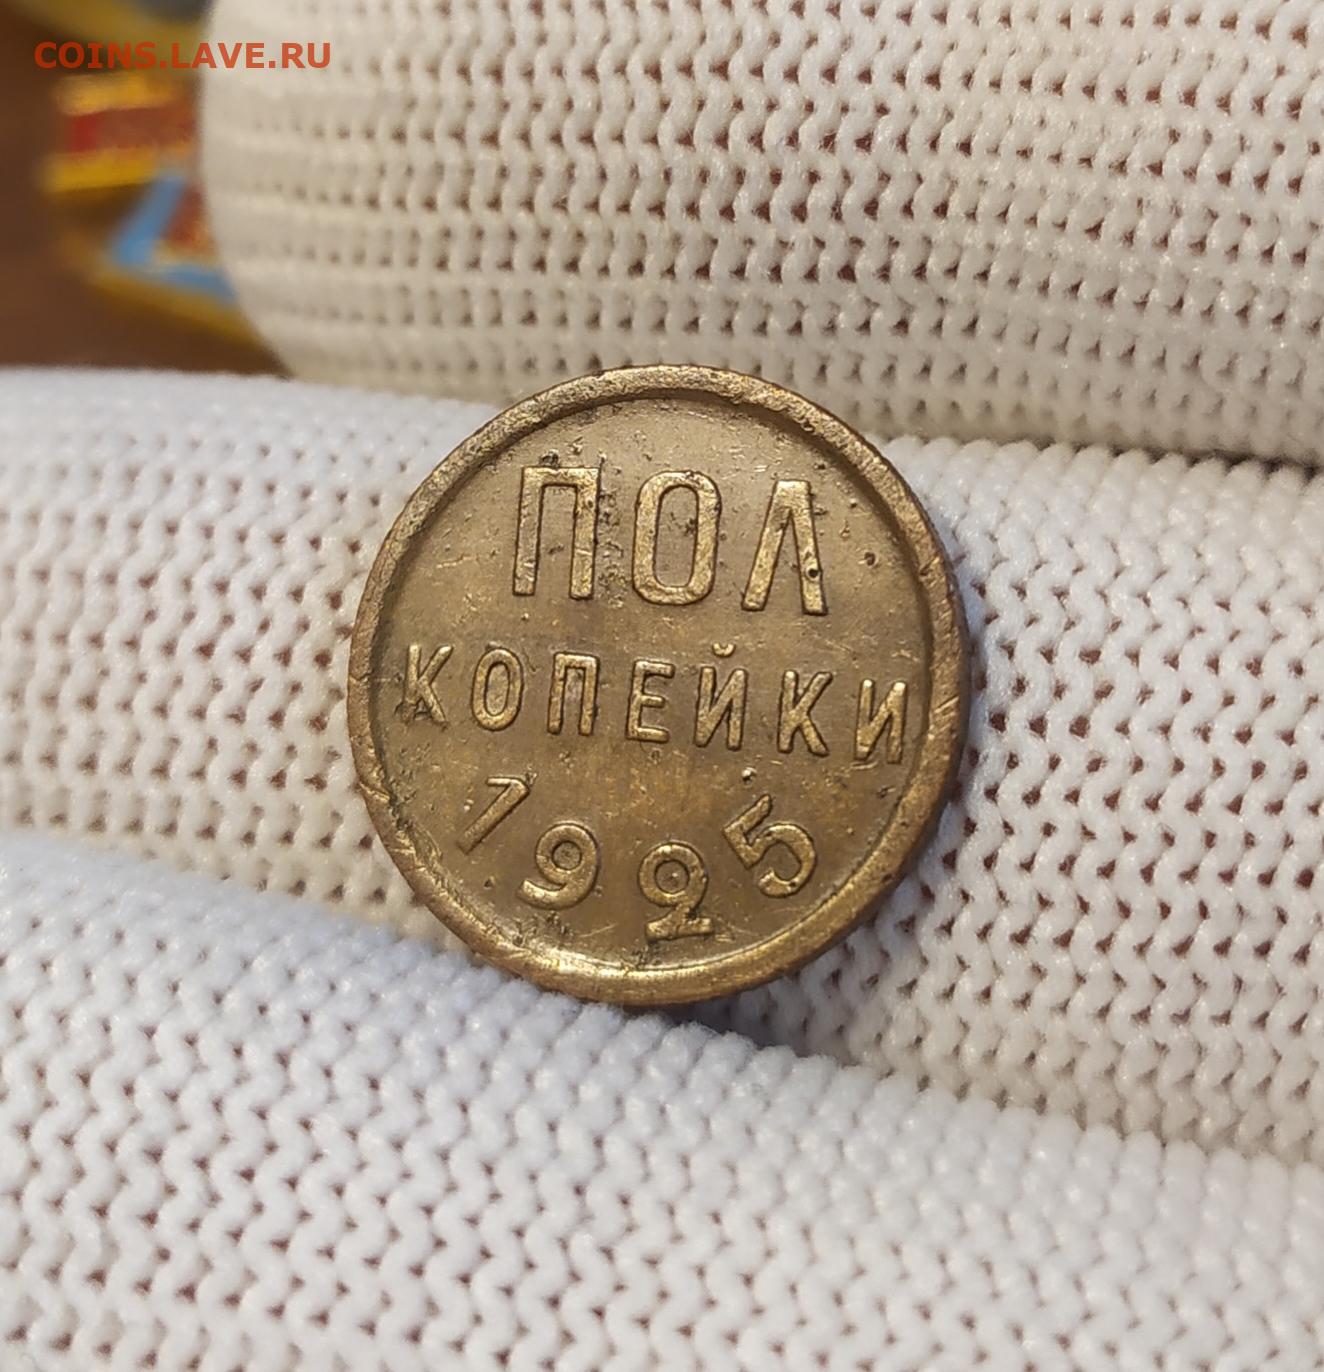 COINS.LAVE.RU
ПОЛ
КОПЕЙКИ
1925